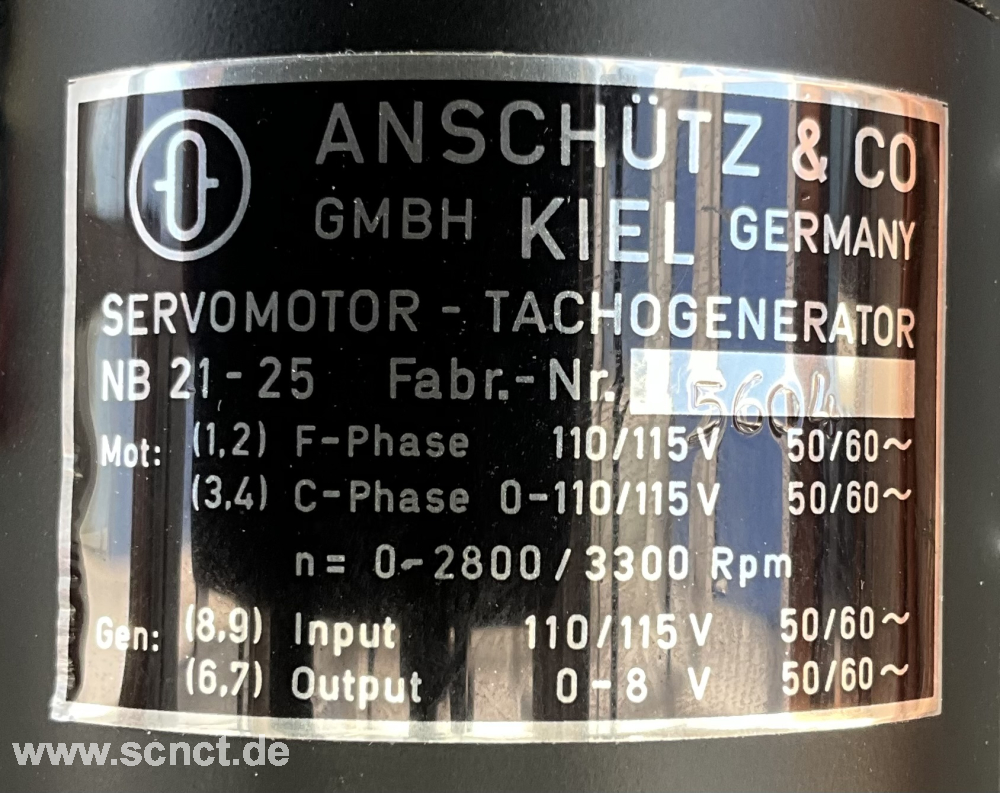 ANSCHÜTZ & CO
GMBH KIEL GERMANY
SERVOMOTOR - TACHOGENERATOR
NB 21 - 25 Fabr.-Nr. 5604
Mot: (1,2) F-Phase 110/115 V 50/60~
(3,4) C-Phase 0-110/115 V 50/60~
n = 0-2800 / 3300 Rpm
Gen: (8,9) Input 110/115 V 50/60~
(6,7) Output 0-8 V 50/60~
www.scnct.de